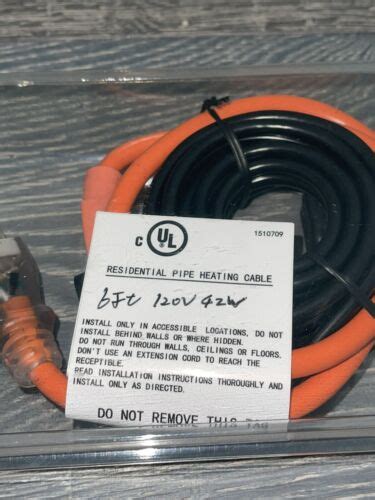 C UL
1510709
RESIDENTIAL PIPE HEATING CABLE
6ft 120V 42W
INSTALL ONLY IN ACCESSIBLE LOCATIONS, DO NOT
INSTALL BEHIND WALLS OR WHERE HIDDEN.
DO NOT RUN THROUGH WALLS, CEILINGS OR FLOORS.
DON'T USE AN EXTENSION CORD TO REACH THE
RECEPTIBLE.
READ INSTALLATION INSTRUCTIONS THOROUGHLY AND
INSTALL ONLY AS DIRECTED.
DO NOT REMOVE THIS TAG